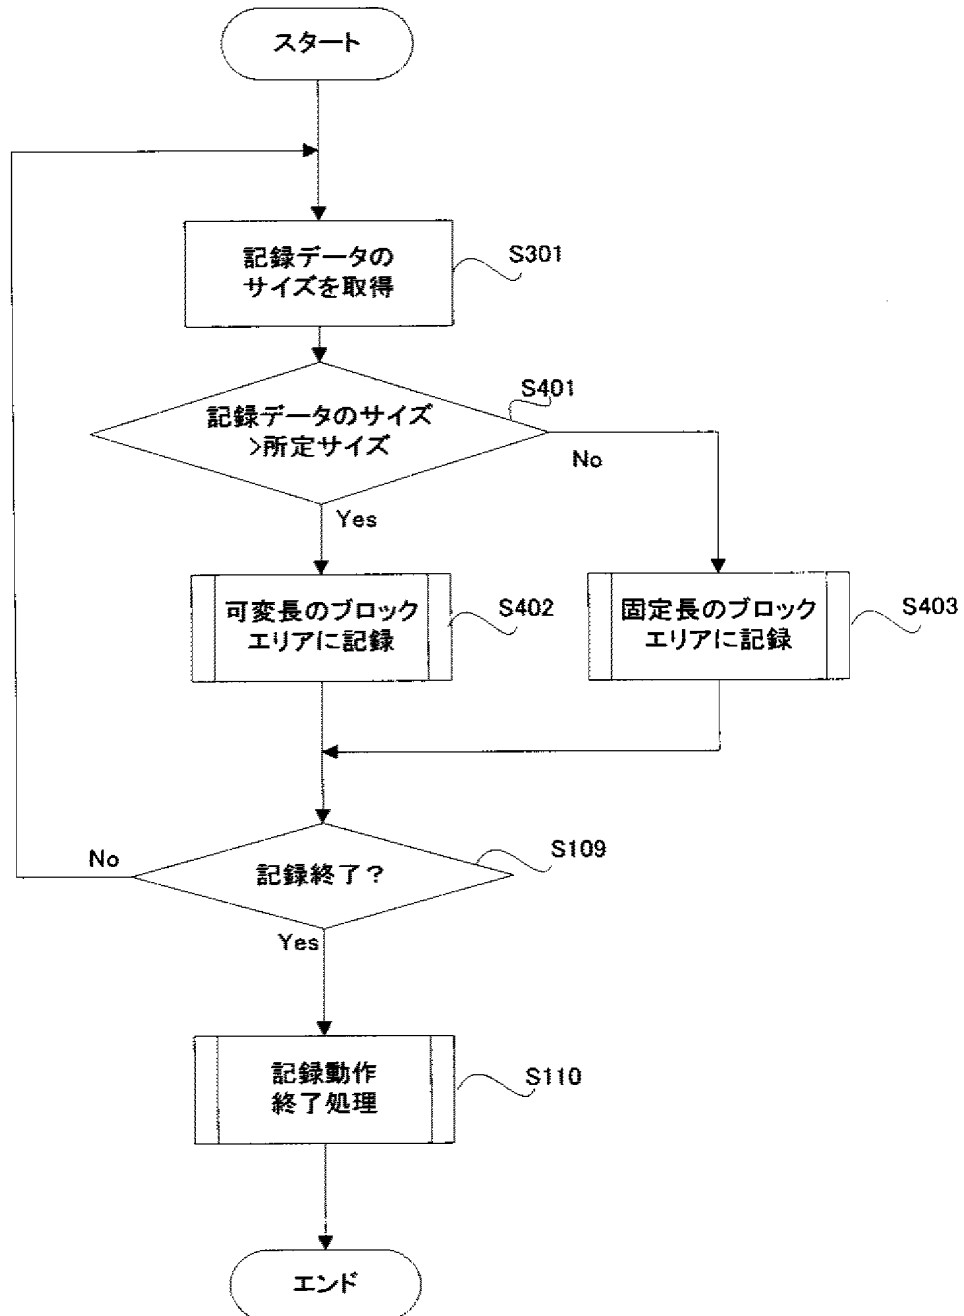 スタート
記録データの
サイズを取得
S301
記録データのサイズ
>所定サイズ
S401
No
Yes
可変長のブロック
エリアに記録
S402
固定長のブロック
エリアに記録
S403
記録終了?
S109
No
Yes
記録動作
終了処理
S110
エンド